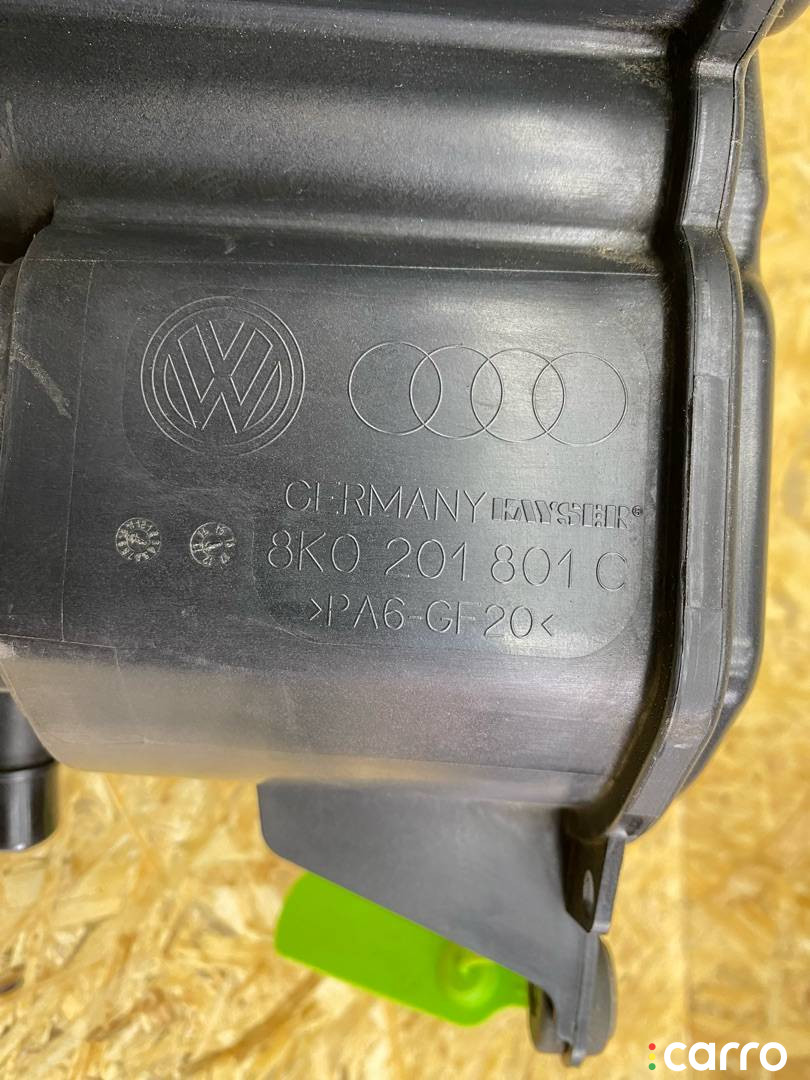 GERMANY KAYSER®
8K0 201 801 C
>PA6-GF20<
carro